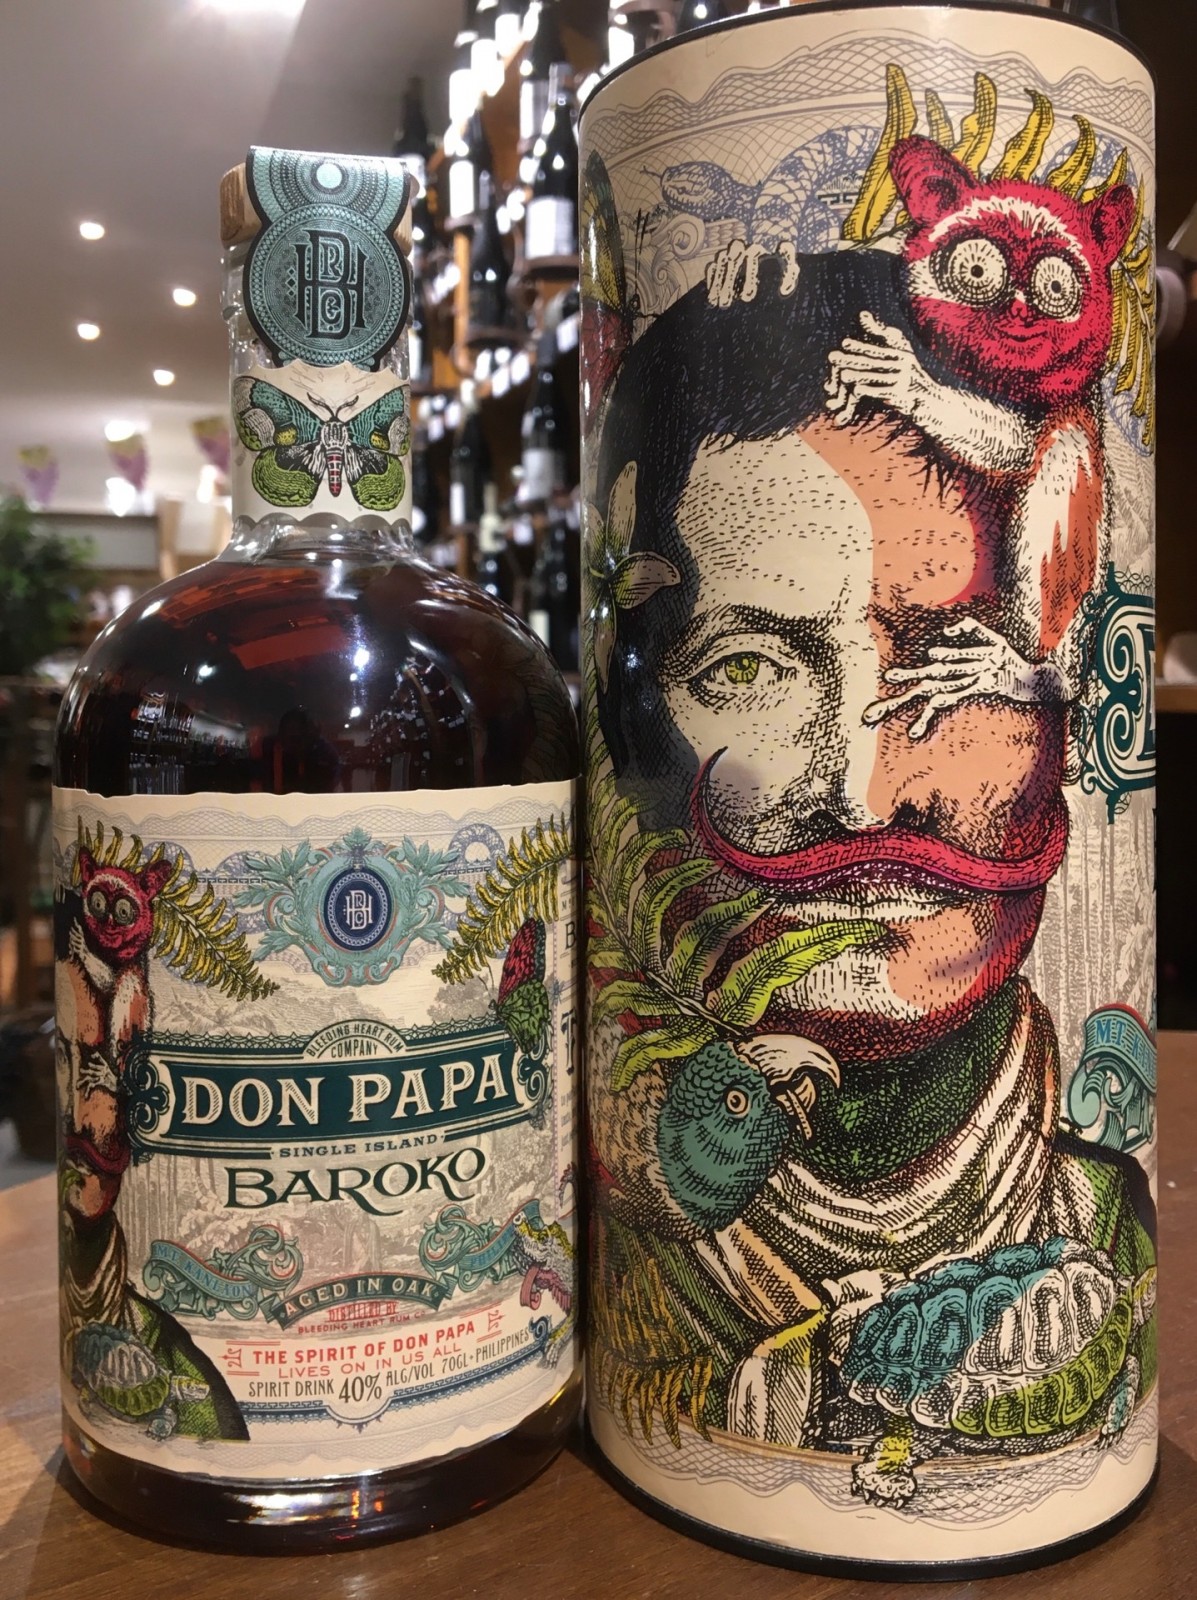 BLEEDING HEART RUM
COMPANY
DON PAPA
SINGLE ISLAND
BAROKO
MT KANLAON
AGED IN OAK
DISTILLED BY
BLEEDING HEART RUM
THE SPIRIT OF DON PAPA
LIVES ON IN US ALL
SPIRIT DRINK 40% ALC/VOL 70CL • PHILIPPINES
MT